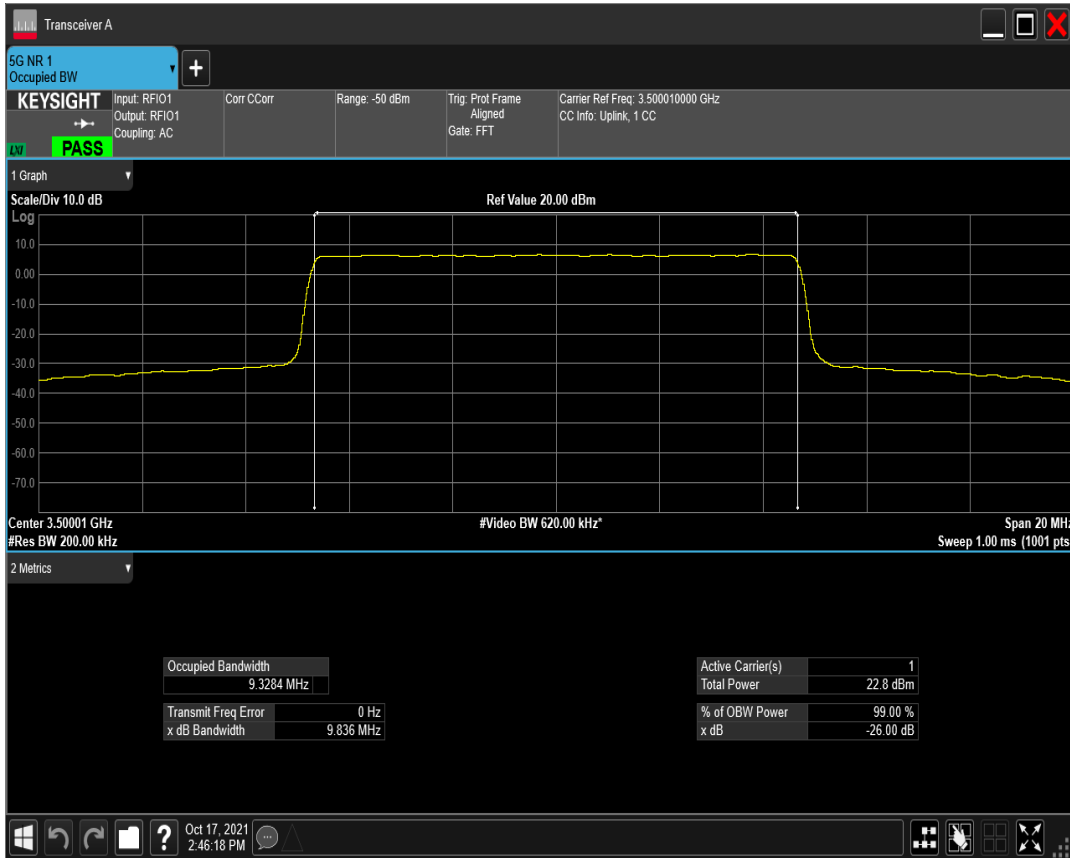 Transceiver A
5G NR 1
Occupied BW
+
KEYSIGHT
LXI
PASS
Input: RFIO1
Output: RFIO1
Coupling: AC
Corr CCorr
Range: -50 dBm
Trig: Prot Frame
Aligned
Gate: FFT
Carrier Ref Freq: 3.500010000 GHz
CC Info: Uplink, 1 CC
1 Graph
Scale/Div 10.0 dB
Ref Value 20.00 dBm
Log
10.0
0.00
-10.0
-20.0
-30.0
-40.0
-50.0
-60.0
-70.0
Center 3.50001 GHz
#Video BW 620.00 kHz*
Span 20 MHz
#Res BW 200.00 kHz
Sweep 1.00 ms (1001 pts
2 Metrics
Occupied Bandwidth
9.3284 MHz
Transmit Freq Error 0 Hz
x dB Bandwidth 9.836 MHz
Active Carrier(s) 1
Total Power 22.8 dBm
% of OBW Power 99.00 %
x dB -26.00 dB
?
Oct 17, 2021
2:46:18 PM